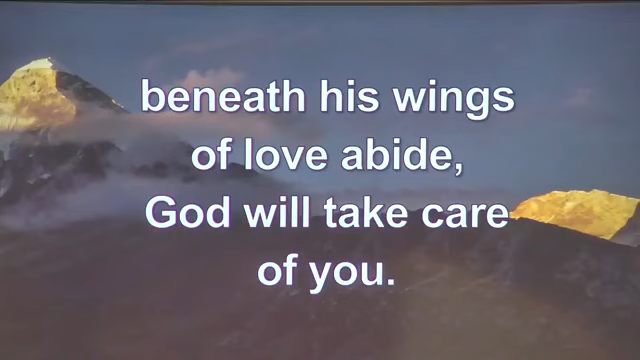 beneath his wings
of love abide,
God will take care
of you.